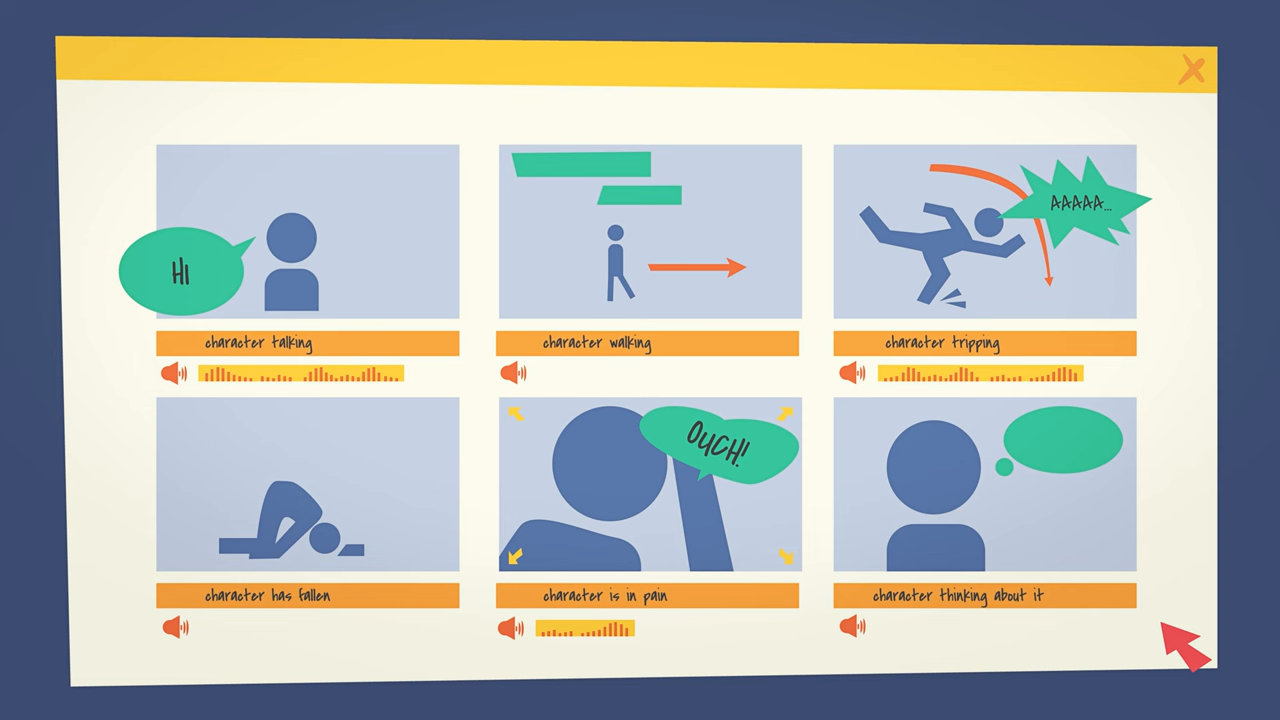 HI
AAAAA...
character talking
character walking
character tripping
OUCH!
character has fallen
character is in pain
character thinking about it